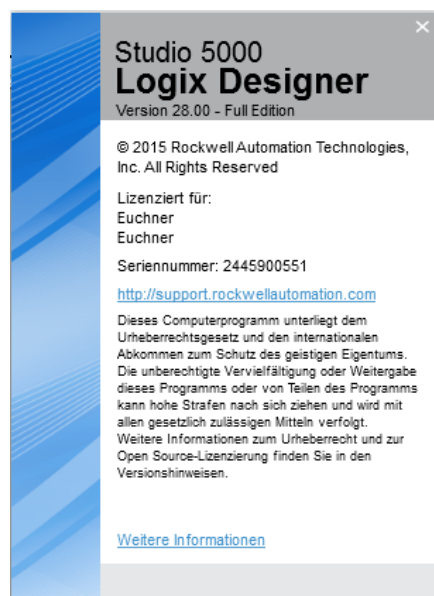 Studio 5000
Logix Designer
Version 28.00 - Full Edition
© 2015 Rockwell Automation Technologies,
Inc. All Rights Reserved
Lizenziert für:
Euchner
Euchner
Seriennummer: 2445900551
http://support.rockwellautomation.com
Dieses Computerprogramm unterliegt dem
Urheberrechtsgesetz und den internationalen
Abkommen zum Schutz des geistigen Eigentums.
Die unberechtigte Vervielfältigung oder Weitergabe
dieses Programms oder von Teilen des Programms
kann hohe Strafen nach sich ziehen und wird mit
allen gesetzlich zulässigen Mitteln verfolgt.
Weitere Informationen zum Urheberrecht und zur
Open Source-Lizenzierung finden Sie in den
Versionshinweisen.
Weitere Informationen